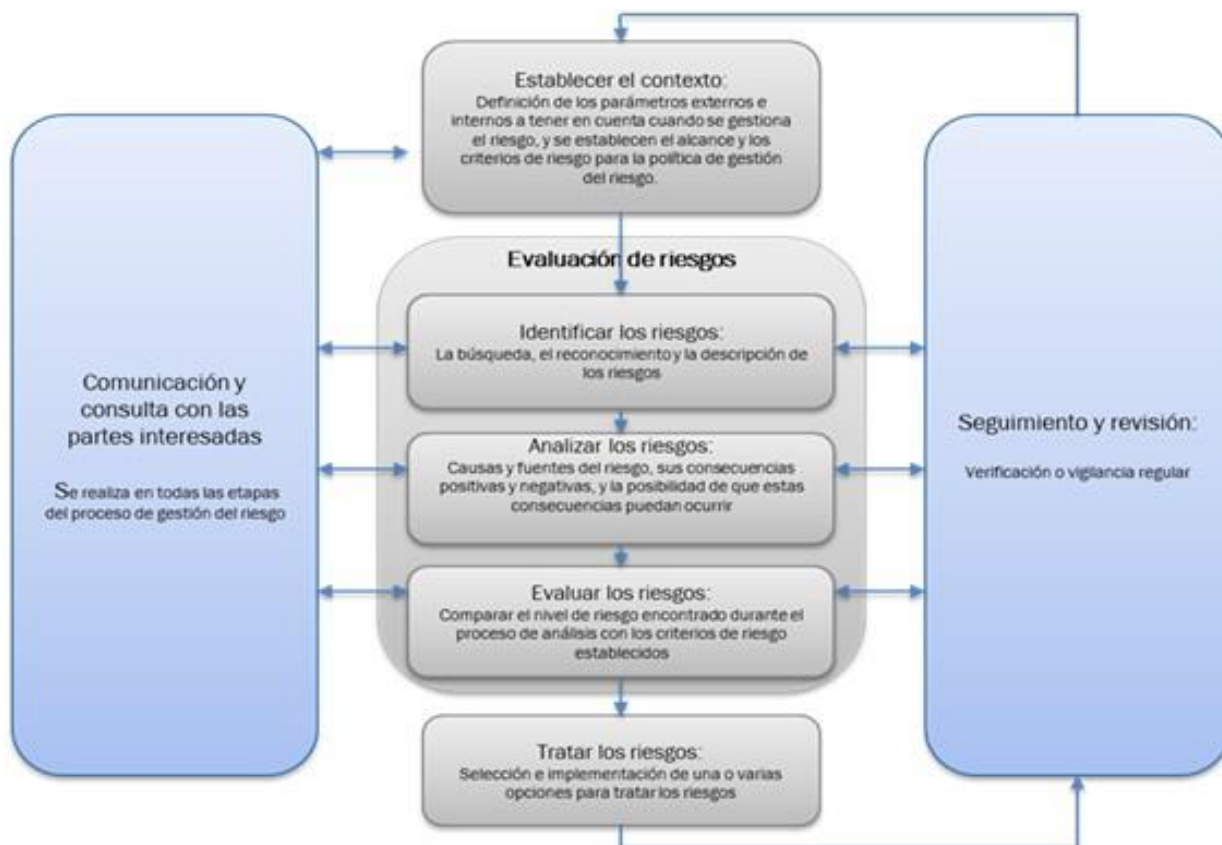 Establecer el contexto:
Definición de los parámetros externos e
internos a tener en cuenta cuando se gestiona
el riesgo, y se establecen el alcance y los
criterios de riesgo para la política de gestión
del riesgo.
Evaluación de riesgos
Identificar los riesgos:
La búsqueda, el reconocimiento y la descripción de
los riesgos
Analizar los riesgos:
Causas y fuentes del riesgo, sus consecuencias
positivas y negativas, y la posibilidad de que estas
consecuencias puedan ocurrir
Evaluar los riesgos:
Comparar el nivel de riesgo encontrado durante el
proceso de análisis con los criterios de riesgo
establecidos
Tratar los riesgos:
Selección e implementación de una o varias
opciones para tratar los riesgos
Comunicación y
consulta con las
partes interesadas
Se realiza en todas las etapas
del proceso de gestión del riesgo
Seguimiento y revisión:
Verificación o vigilancia regular